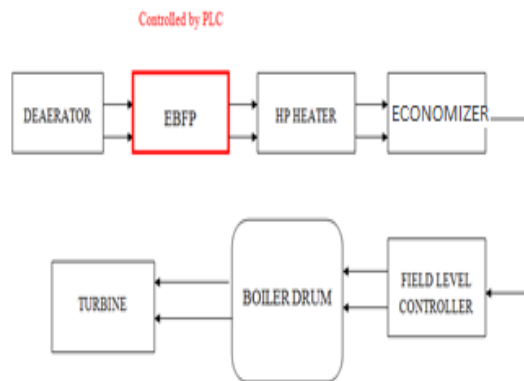 Controlled by PLC
DEAERATOR
EBFP
HP HEATER
ECONOMIZER
TURBINE
BOILER DRUM
FIELD LEVEL
CONTROLLER